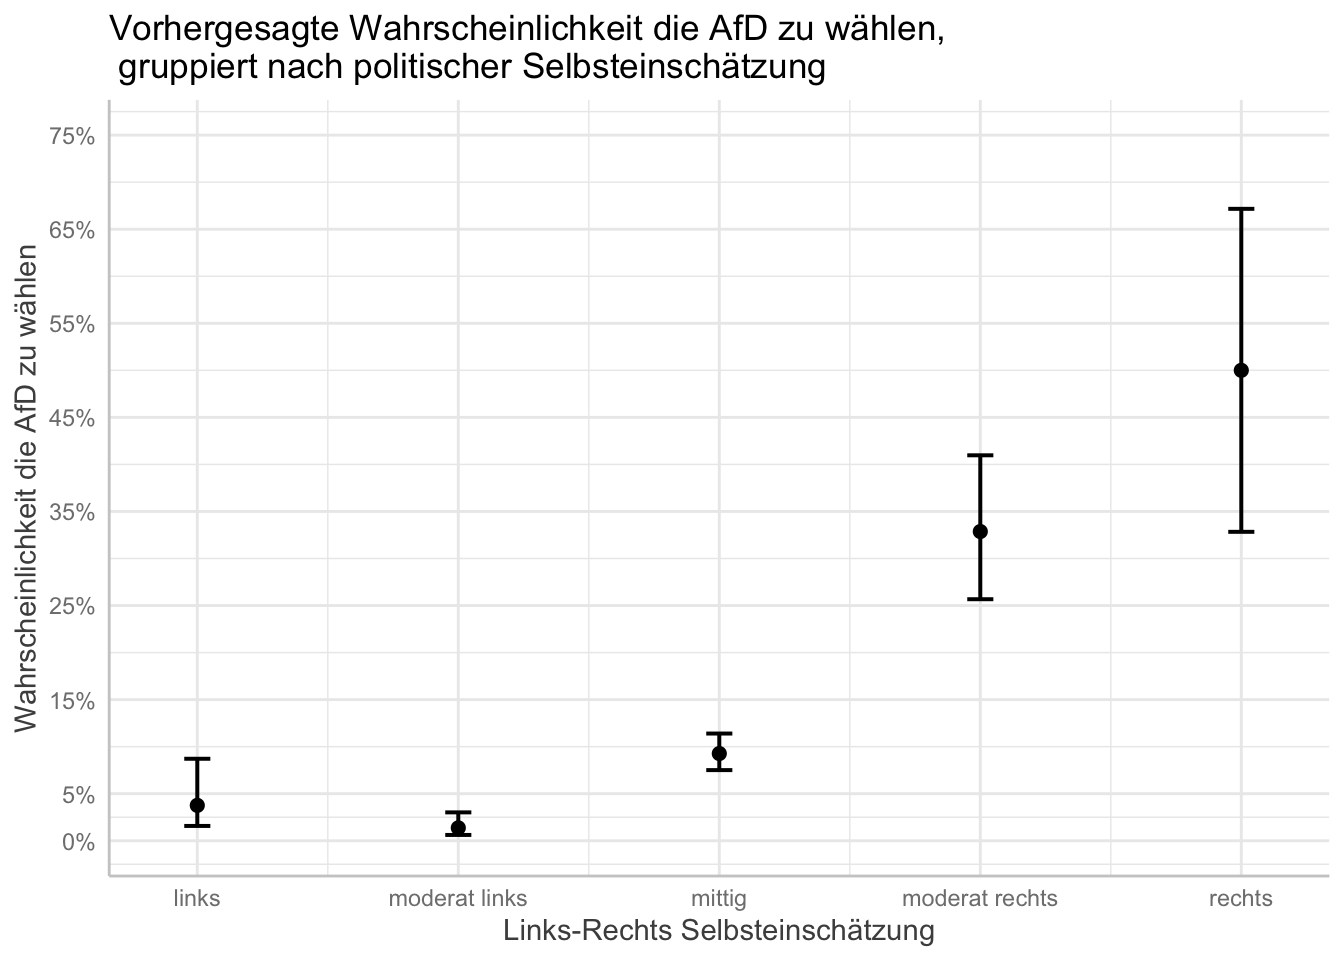 Vorhergesagte Wahrscheinlichkeit die AfD zu wählen,
gruppiert nach politischer Selbsteinschätzung
Wahrscheinlichkeit die AfD zu wählen
75%
65%
55%
45%
35%
25%
15%
5%
0%
links moderat links mittig moderat rechts rechts
Links-Rechts Selbsteinschätzung